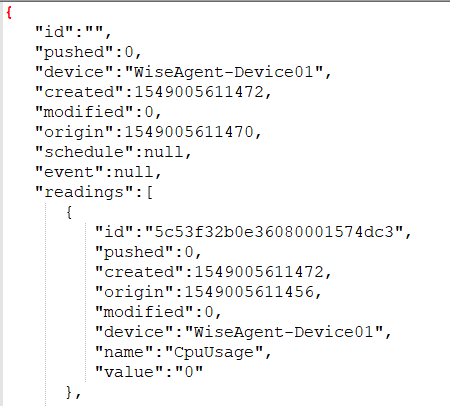 {
"id":"",
"pushed":0,
"device":"WiseAgent-Device01",
"created":1549005611472,
"modified":0,
"origin":1549005611470,
"schedule":null,
"event":null,
"readings":[
{
"id":"5c53f32b0e36080001574dc3",
"pushed":0,
"created":1549005611472,
"origin":1549005611456,
"modified":0,
"device":"WiseAgent-Device01",
"name":"CpuUsage",
"value":"0"
},